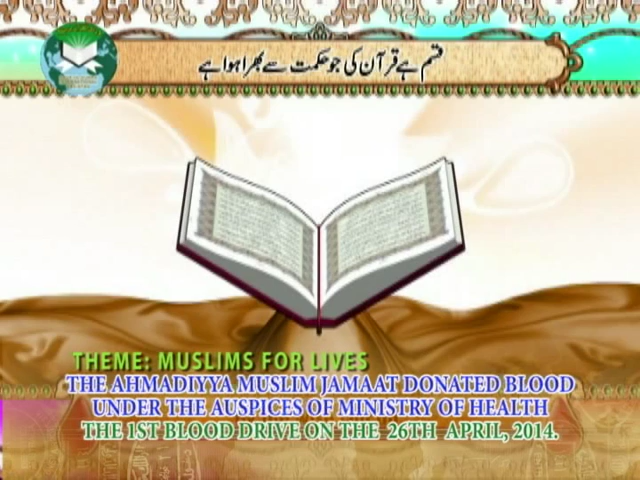 قسم ہے قرآن کی جو حکمت سے بھرا ہوا ہے
THEME: MUSLIMS FOR LIVES
THE AHMADIYYA MUSLIM JAMAAT DONATED BLOOD
UNDER THE AUSPICES OF MINISTRY OF HEALTH
THE 1ST BLOOD DRIVE ON THE 26TH APRIL, 2014.